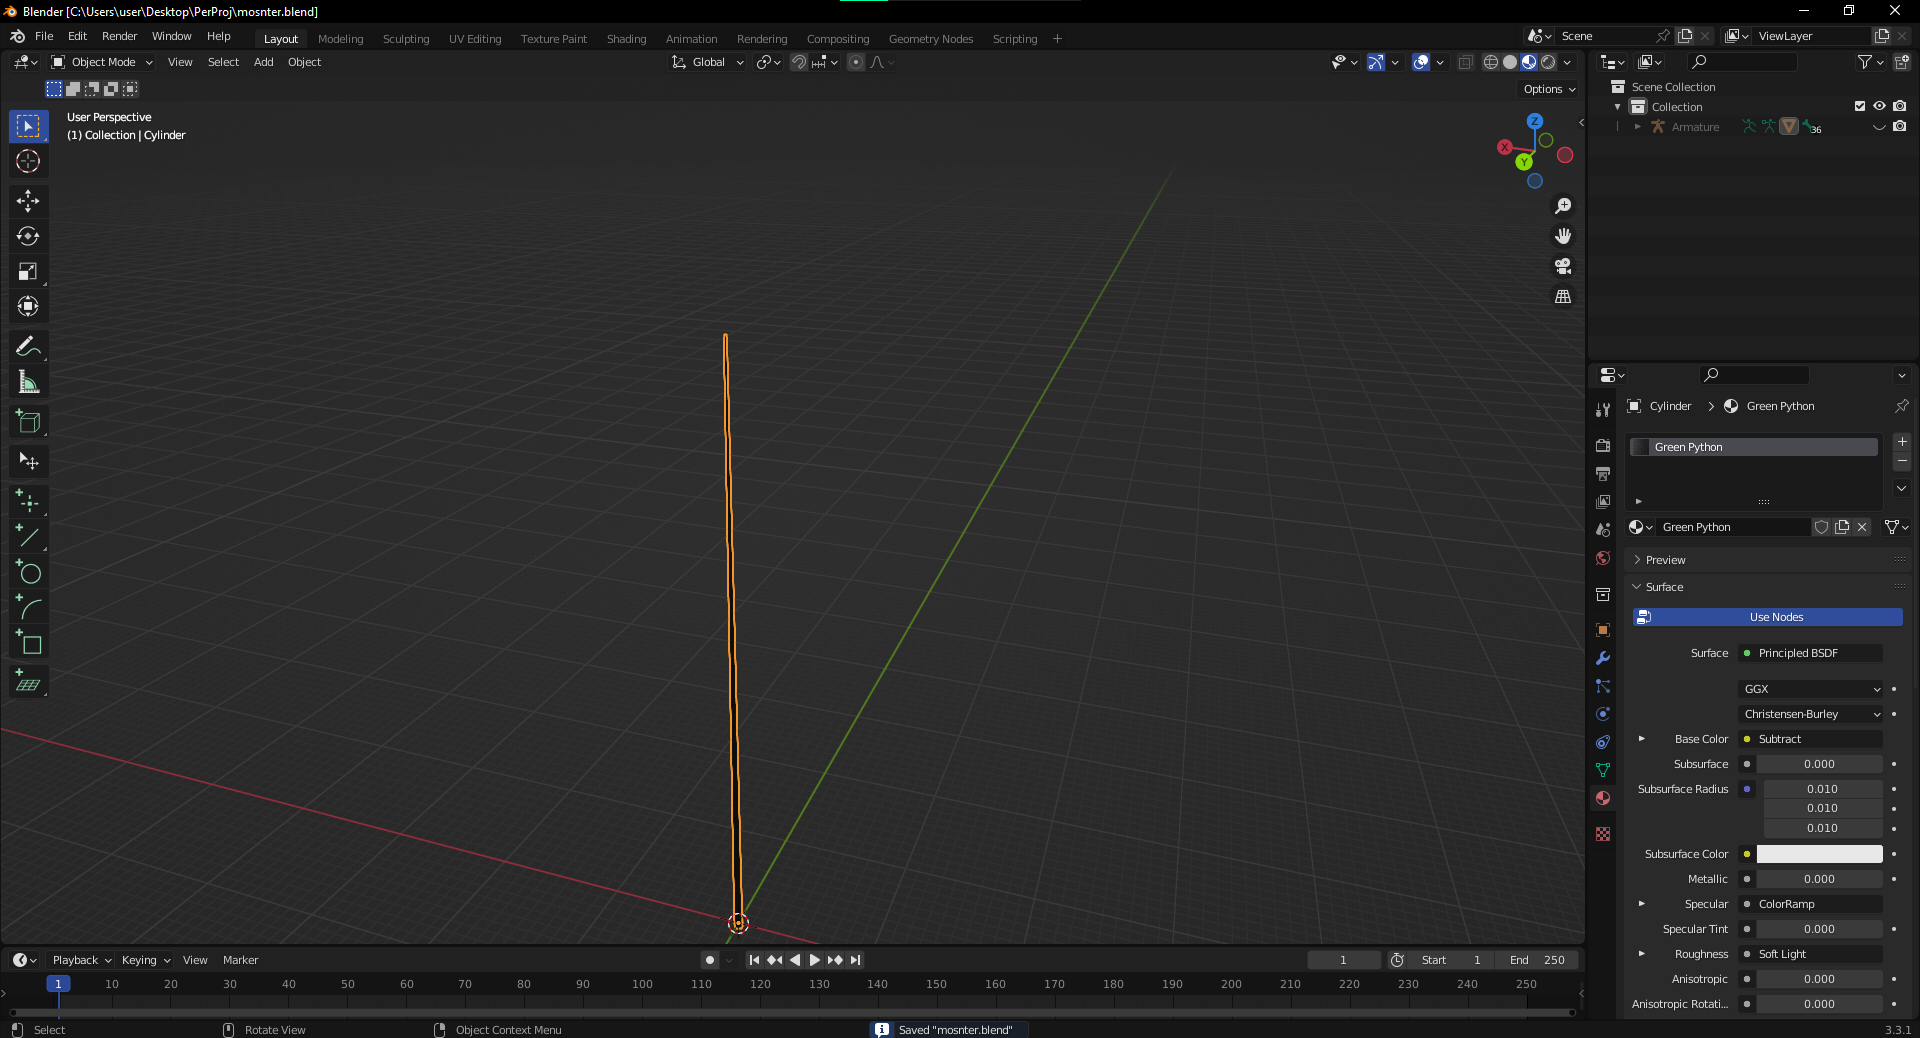 Blender [C:\Users\user\Desktop\PerProj\mosnter.blend]
File Edit Render Window Help Layout Modeling Sculpting UV Editing Texture Paint Shading Animation Rendering Compositing Geometry Nodes Scripting + Scene ViewLayer
Object Mode View Select Add Object Global
Options
User Perspective
(1) Collection | Cylinder
Z
X
Y
Scene Collection
Collection
Armature 36
Cylinder > Green Python
Green Python
Green Python
Preview
Surface
Use Nodes
Surface Principled BSDF
GGX
Christensen-Burley
Base Color Subtract
Subsurface 0.000
Subsurface Radius 0.010
0.010
0.010
Subsurface Color
Metallic 0.000
Specular ColorRamp
Specular Tint 0.000
Roughness Soft Light
Anisotropic 0.000
Anisotropic Rotati... 0.000
Playback Keying View Marker 1 Start 1 End 250
1 10 20 30 40 50 60 70 80 90 100 110 120 130 140 150 160 170 180 190 200 210 220 230 240 250
Select Rotate View Object Context Menu Saved "mosnter.blend" 3.3.1